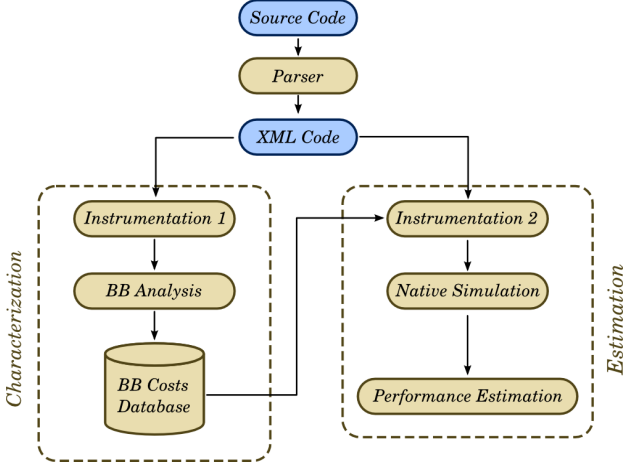 Source Code
Parser
XML Code
Characterization
Instrumentation 1
BB Analysis
BB Costs
Database
Instrumentation 2
Native Simulation
Performance Estimation
Estimation